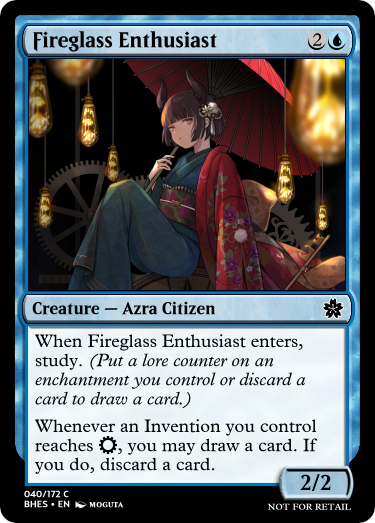 Fireglass Enthusiast 2
Creature — Azra Citizen
When Fireglass Enthusiast enters,
study. (Put a lore counter on an
enchantment you control or discard a
card to draw a card.)
Whenever an Invention you control
reaches , you may draw a card. If
you do, discard a card.
2/2
040/172 C
BHES • EN MOGUTA
NOT FOR RETAIL